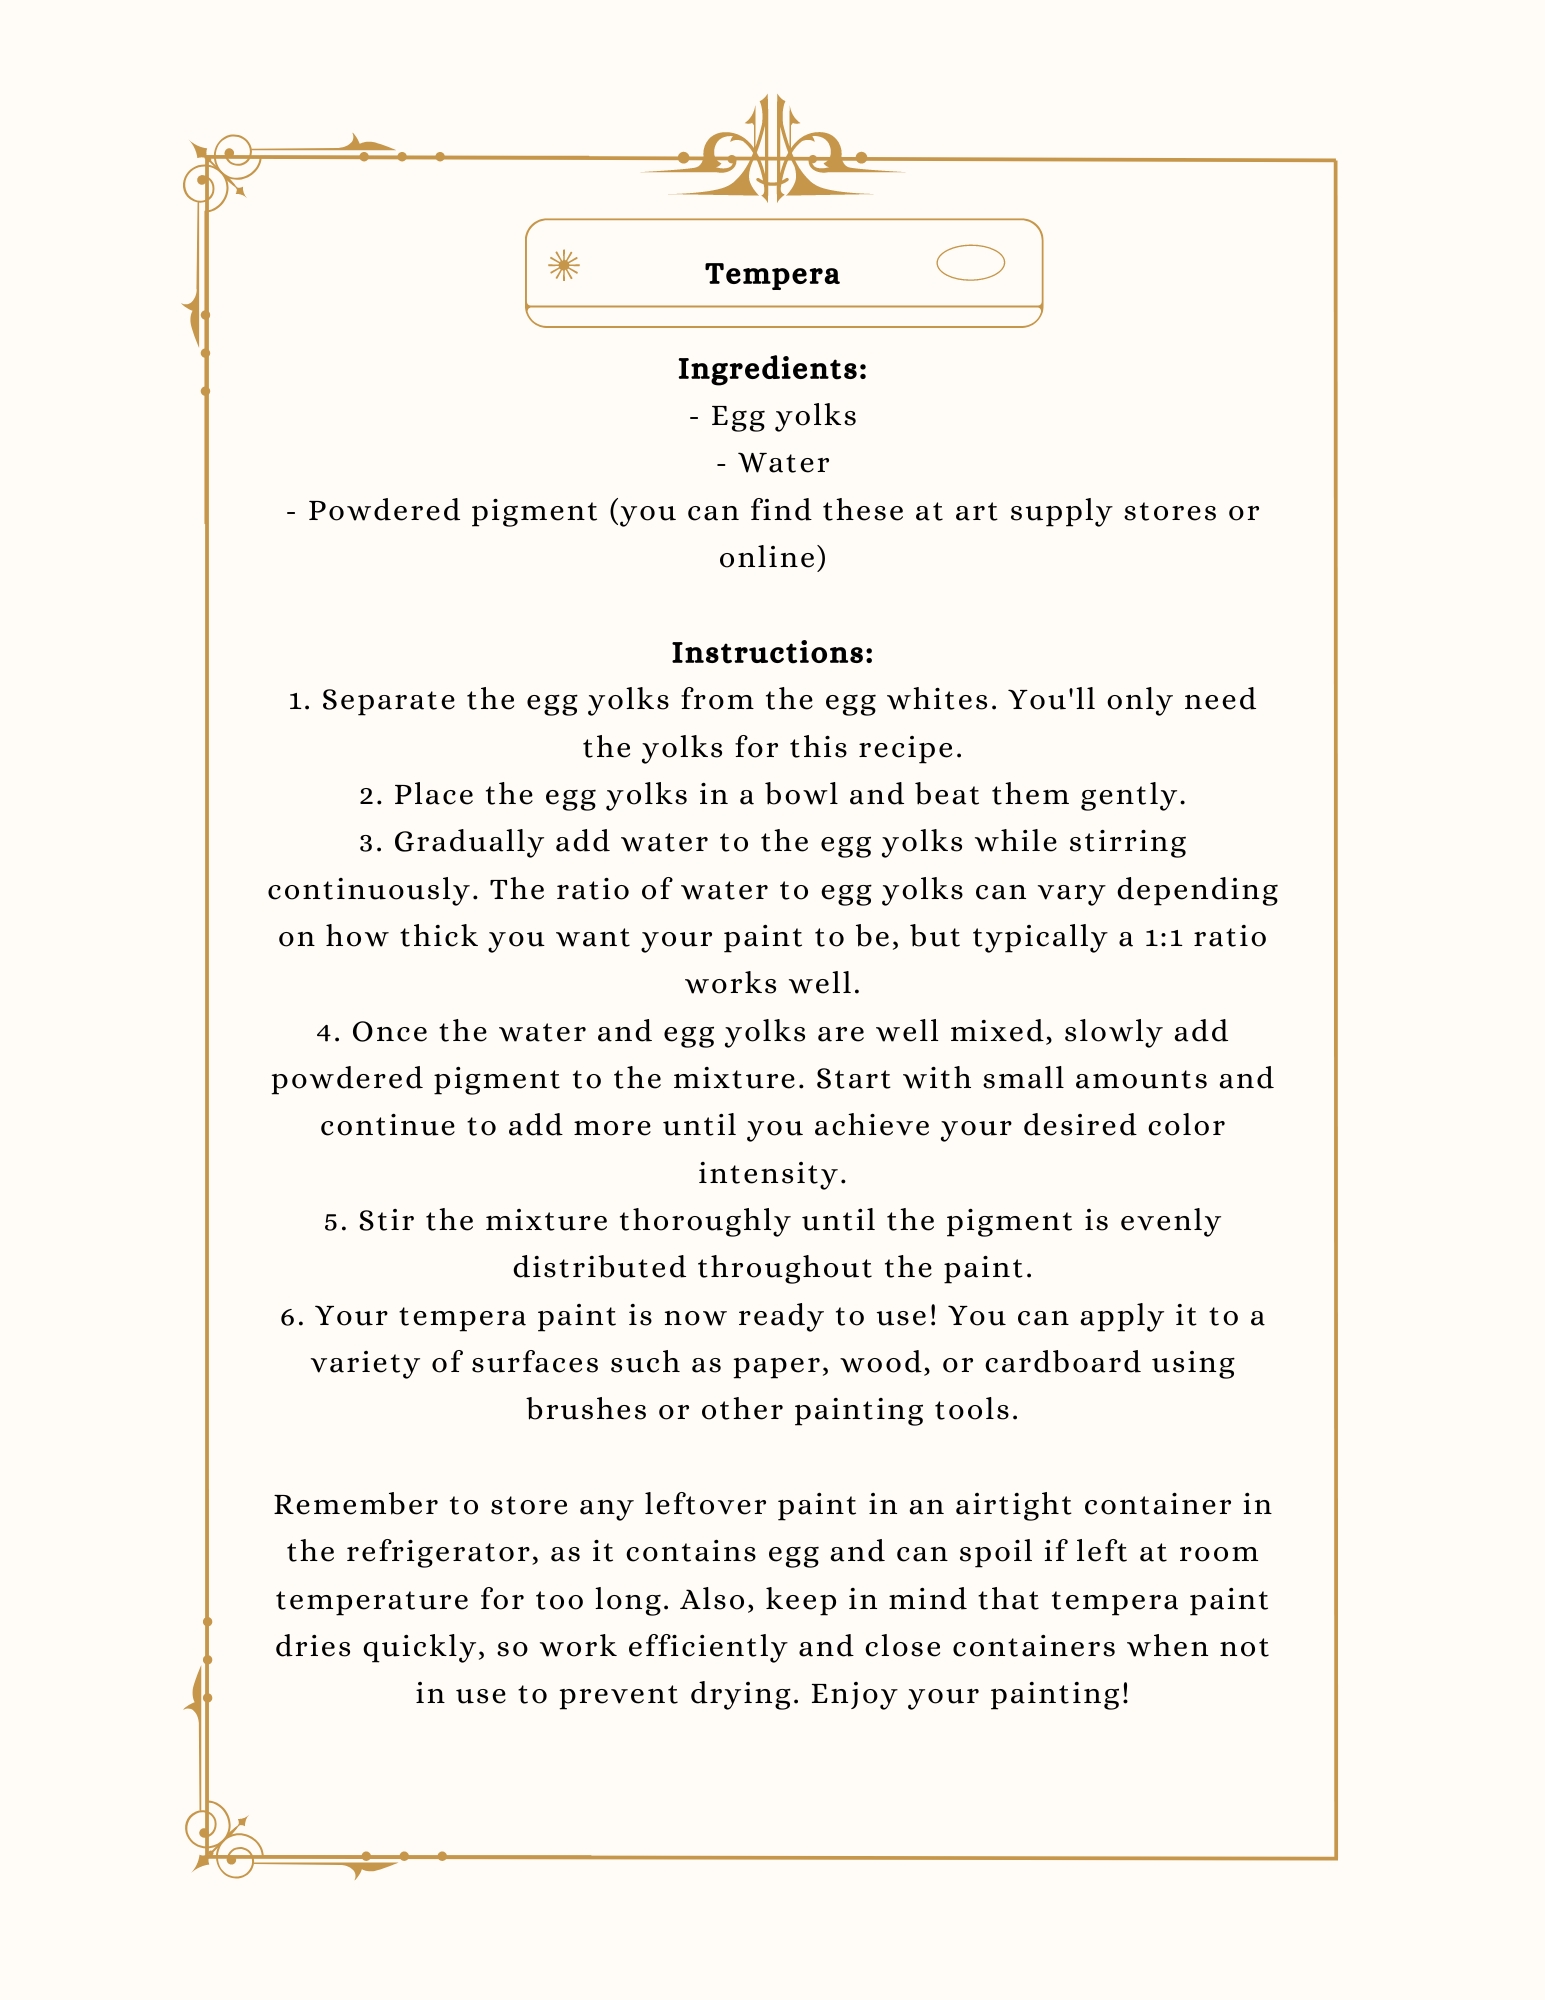 Tempera
Ingredients:
- Egg yolks
- Water
- Powdered pigment (you can find these at art supply stores or
online)
Instructions:
1. Separate the egg yolks from the egg whites. You'll only need
the yolks for this recipe.
2. Place the egg yolks in a bowl and beat them gently.
3. Gradually add water to the egg yolks while stirring
continuously. The ratio of water to egg yolks can vary depending
on how thick you want your paint to be, but typically a 1:1 ratio
works well.
4. Once the water and egg yolks are well mixed, slowly add
powdered pigment to the mixture. Start with small amounts and
continue to add more until you achieve your desired color
intensity.
5. Stir the mixture thoroughly until the pigment is evenly
distributed throughout the paint.
6. Your tempera paint is now ready to use! You can apply it to a
variety of surfaces such as paper, wood, or cardboard using
brushes or other painting tools.
Remember to store any leftover paint in an airtight container in
the refrigerator, as it contains egg and can spoil if left at room
temperature for too long. Also, keep in mind that tempera paint
dries quickly, so work efficiently and close containers when not
in use to prevent drying. Enjoy your painting!